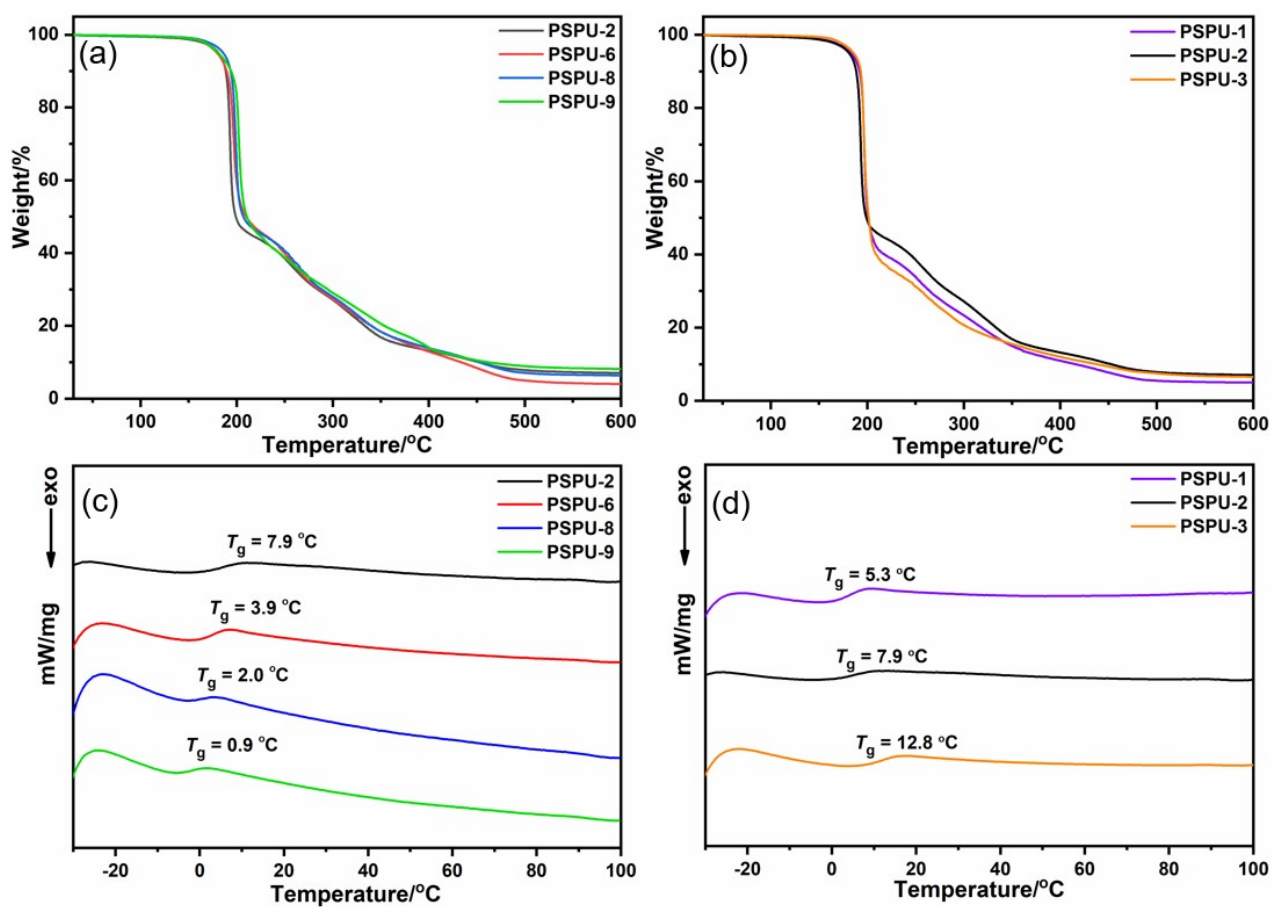 (a)
PSPU-2
PSPU-6
PSPU-8
PSPU-9
Weight/%
100
80
60
40
20
0
100 200 300 400 500 600
Temperature/°C
(b)
PSPU-1
PSPU-2
PSPU-3
Weight/%
100
80
60
40
20
0
100 200 300 400 500 600
Temperature/°C
(c)
PSPU-2
PSPU-6
PSPU-8
PSPU-9
exo
mW/mg
Tg = 7.9 °C
Tg = 3.9 °C
Tg = 2.0 °C
Tg = 0.9 °C
-20 0 20 40 60 80 100
Temperature/°C
(d)
PSPU-1
PSPU-2
PSPU-3
exo
mW/mg
Tg = 5.3 °C
Tg = 7.9 °C
Tg = 12.8 °C
-20 0 20 40 60 80 100
Temperature/°C